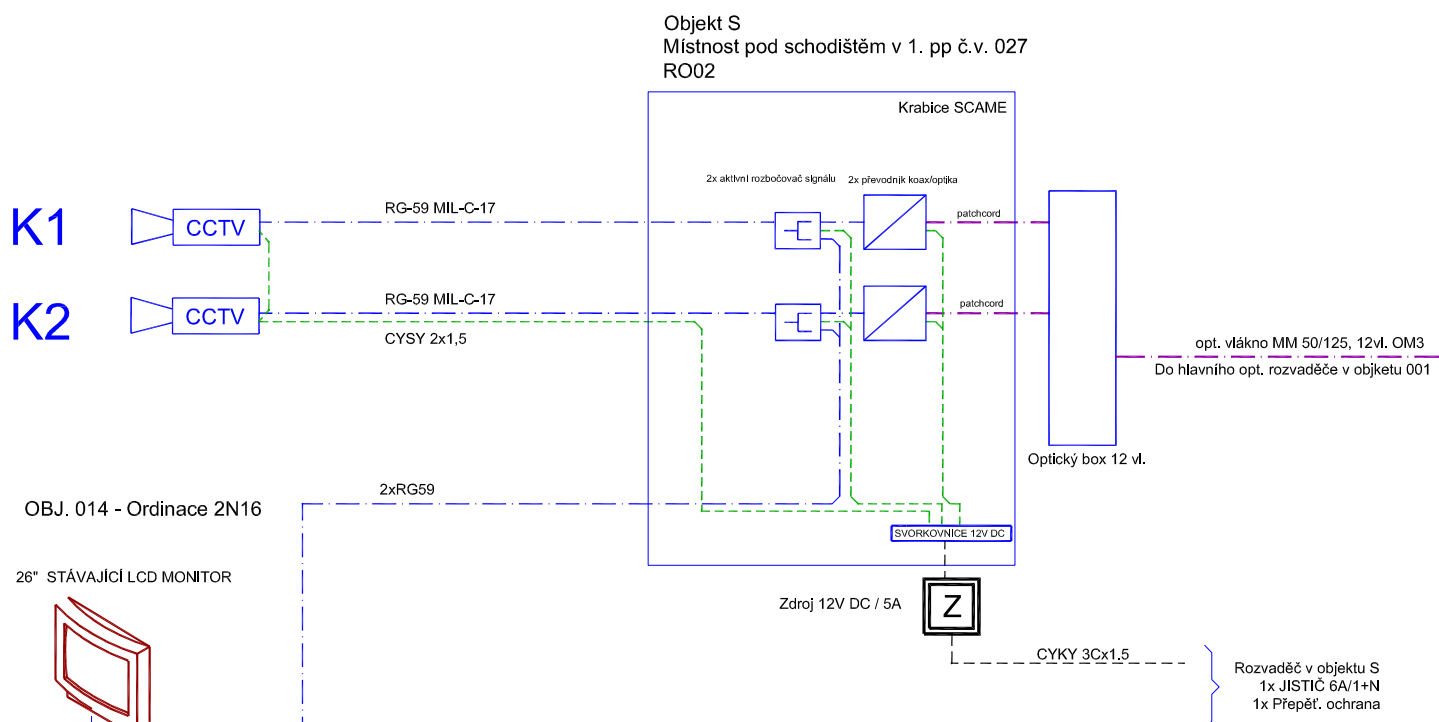 Objekt S
Místnost pod schodištěm v 1. pp č.v. 027
RO02
Krabice SCAME
2x aktivní rozbočovač signálu
2x převodník koax/optika
K1
CCTV
RG-59 MIL-C-17
patchcord
K2
CCTV
RG-59 MIL-C-17
patchcord
CYSY 2x1,5
opt. vlákno MM 50/125, 12vl. OM3
Do hlavního opt. rozvaděče v objketu 001
Optický box 12 vl.
2xRG59
OBJ. 014 - Ordinace 2N16
SVORKOVNICE 12V DC
26" STÁVAJÍCÍ LCD MONITOR
Zdroj 12V DC / 5A
Z
CYKY 3Cx1.5
Rozvaděč v objektu S
1x JISTIČ 6A/1+N
1x Přepěť. ochrana